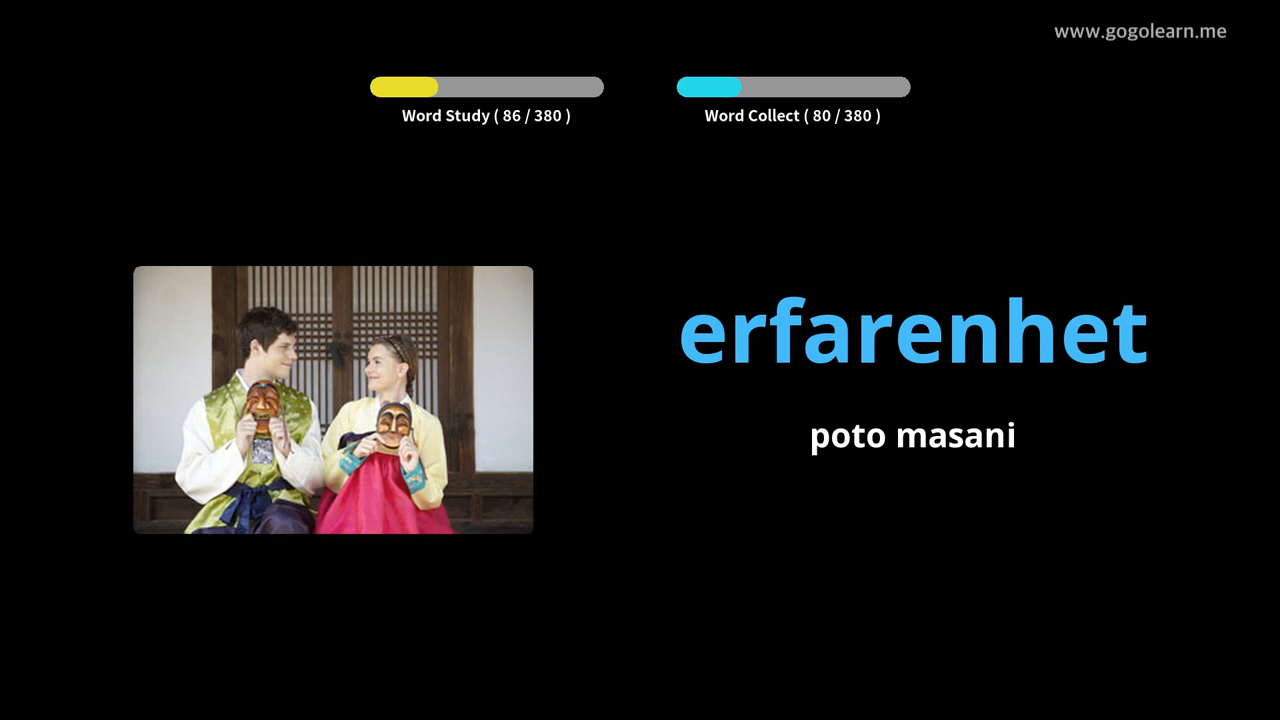 www.gogolearn.me
Word Study ( 86 / 380 )
Word Collect ( 80 / 380 )
erfarenhet
poto masani